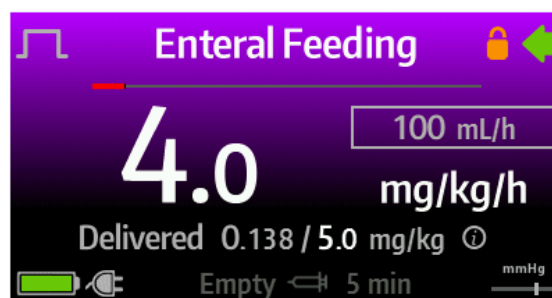 Enteral Feeding
100 mL/h
4.0 mg/kg/h
Delivered 0.138 / 5.0 mg/kg
Empty 5 min
mmHg